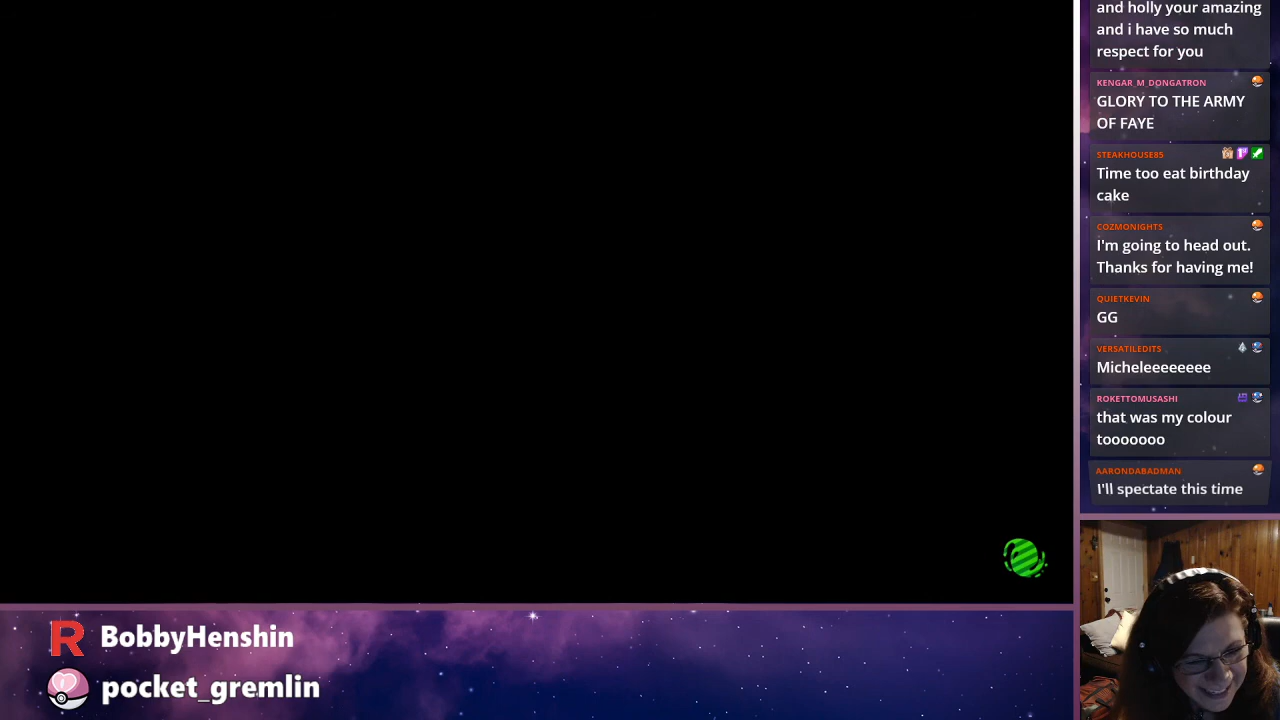 and holly your amazing
and i have so much
respect for you
KENGAR_M_DONGATRON
GLORY TO THE ARMY
OF FAYE
STEAKHOUSE85
Time too eat birthday
cake
COZMONIGHTS
I'm going to head out.
Thanks for having me!
QUIETKEVIN
GG
VERSATILEDITS
Micheleeeeeeee
ROKETTOMUSASHI
that was my colour
tooooooo
AARONDABADMAN
I'll spectate this time
R BobbyHenshin
pocket_gremlin